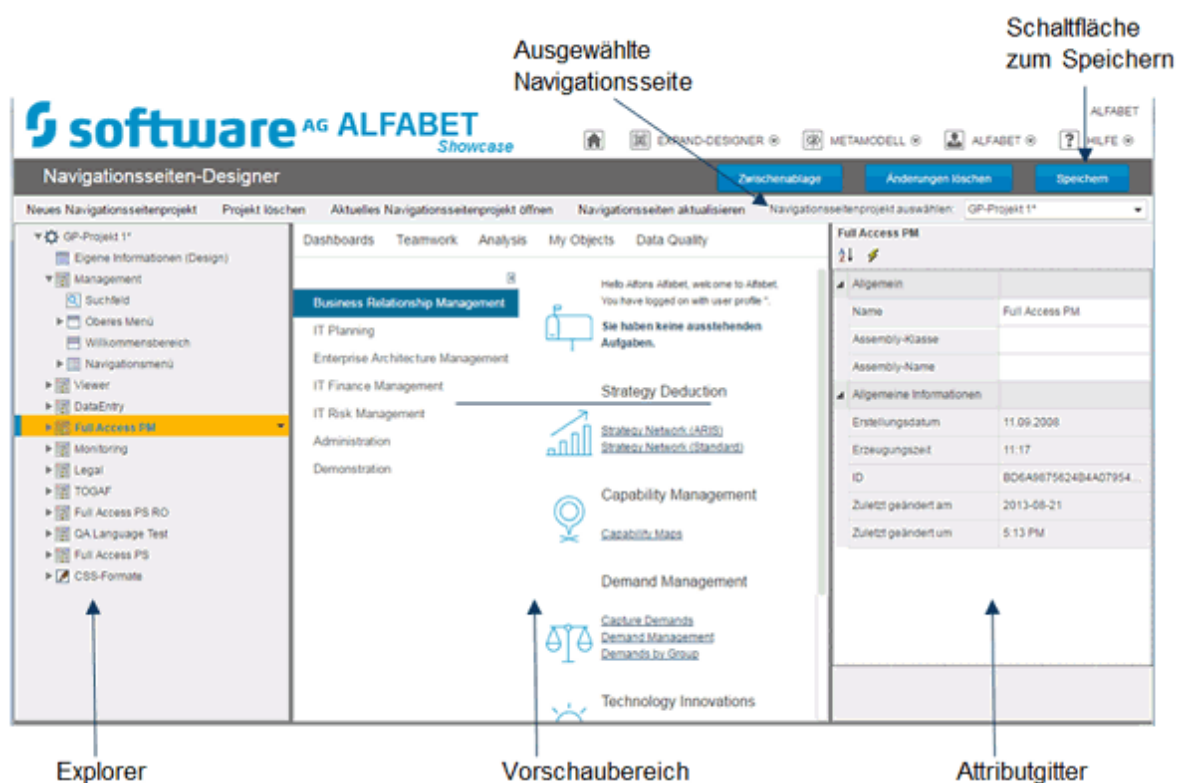 Schaltfläche
zum Speichern
Ausgewählte
Navigationsseite
software AG ALFABET
Showcase
ALFABET
EXPAND-DESIGNER
METAMODELL
ALFABET
? HILFE
Navigationsseiten-Designer
Zwischenablage
Änderungen löschen
Speichern
Neues Navigationsseitenprojekt
Projekt löschen
Aktuelles Navigationsseitenprojekt öffnen
Navigationsseiten aktualisieren
Navigationsseitenprojekt auswählen: GP-Projekt 1*
GP-Projekt 1*
Eigene Informationen (Design)
Management
Suchfeld
Oberes Menü
Willkommensbereich
Navigationsmenü
Viewer
DataEntry
Full Access PM
Monitoring
Legal
TOGAF
Full Access PS RO
QA Language Test
Full Access PS
CSS-Formate
Dashboards Teamwork Analysis My Objects Data Quality
Business Relationship Management
IT Planning
Enterprise Architecture Management
IT Finance Management
IT Risk Management
Administration
Demonstration
Hello Alfons Alfabet, welcome to Alfabet.
You have logged on with user profile ".
Sie haben keine ausstehenden
Aufgaben.
Strategy Deduction
Strategy Network (ARIS)
Strategy Network (Standard)
Capability Management
Capability Maps
Demand Management
Capture Demands
Demand Management
Demands by Group
Technology Innovations
Full Access PM
Allgemein
Name Full Access PM
Assembly-Klasse
Assembly-Name
Allgemeine Informationen
Erstellungsdatum 11.09.2008
Erzeugungszeit 11:17
ID BD6A9875624B4A07954...
Zuletzt geändert am 2013-08-21
Zuletzt geändert um 5:13 PM
Explorer
Vorschaubereich
Attributgitter